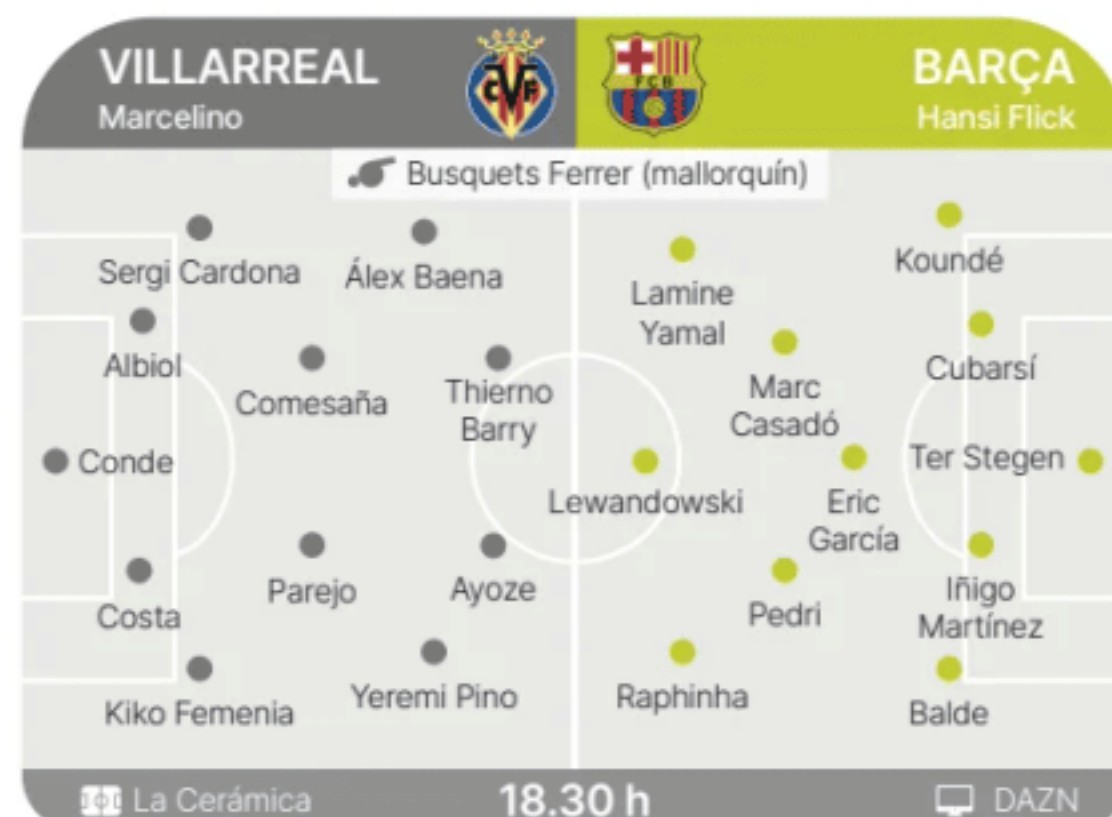 VILLARREAL
Marcelino
CVF
FCB
BARÇA
Hansi Flick
Busquets Ferrer (mallorquín)
Sergi Cardona
Álex Baena
Albiol
Comesaña
Thierno
Barry
Conde
Costa
Parejo
Ayoze
Kiko Femenia
Yeremi Pino
Lamine
Yamal
Koundé
Marc
Casadó
Cubarsí
Lewandowski
Eric
García
Ter Stegen
Pedri
Iñigo
Martínez
Raphinha
Balde
La Cerámica
18.30 h
DAZN